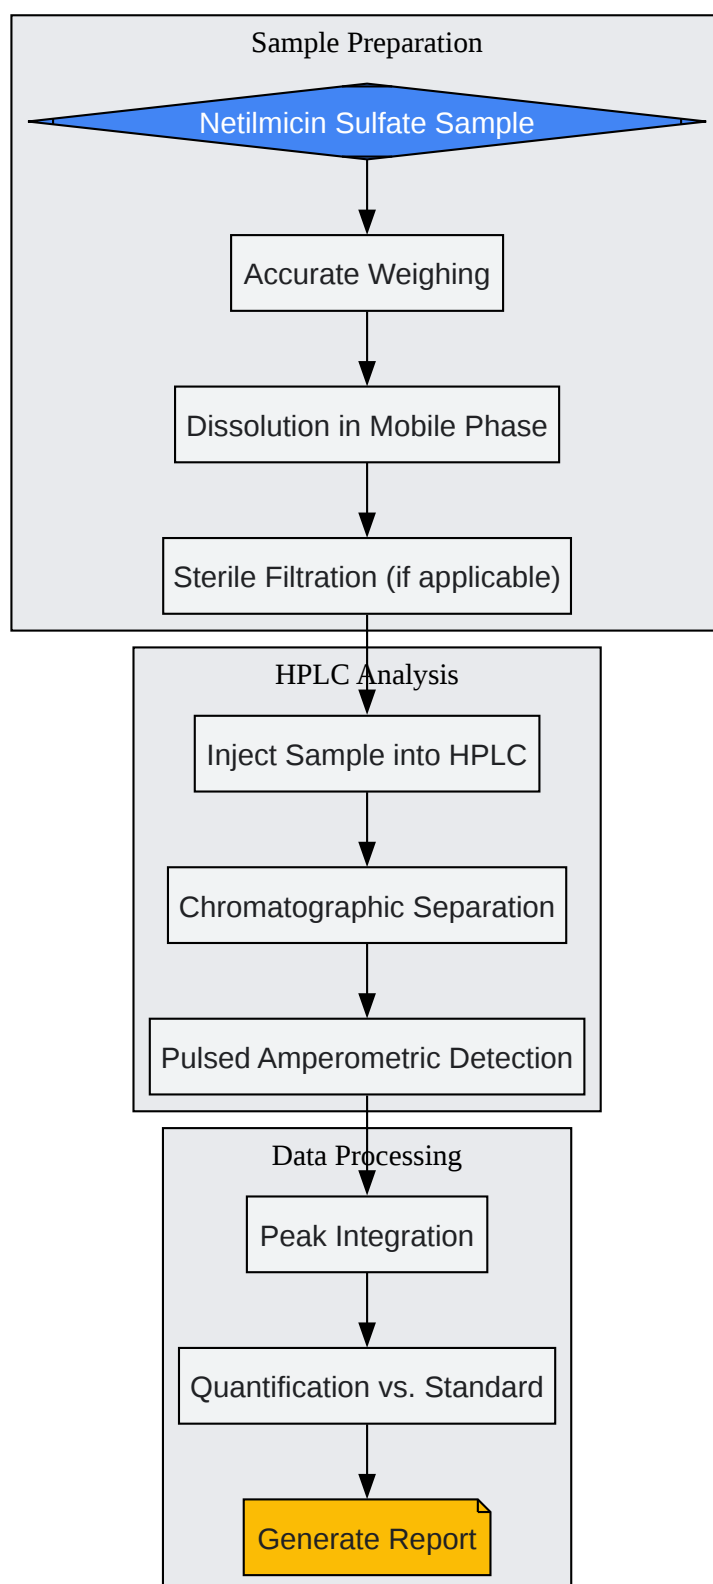 Sample Preparation
Netilmicin Sulfate Sample
Accurate Weighing
Dissolution in Mobile Phase
Sterile Filtration (if applicable)
HPLC Analysis
Inject Sample into HPLC
Chromatographic Separation
Pulsed Amperometric Detection
Data Processing
Peak Integration
Quantification vs. Standard
Generate Report